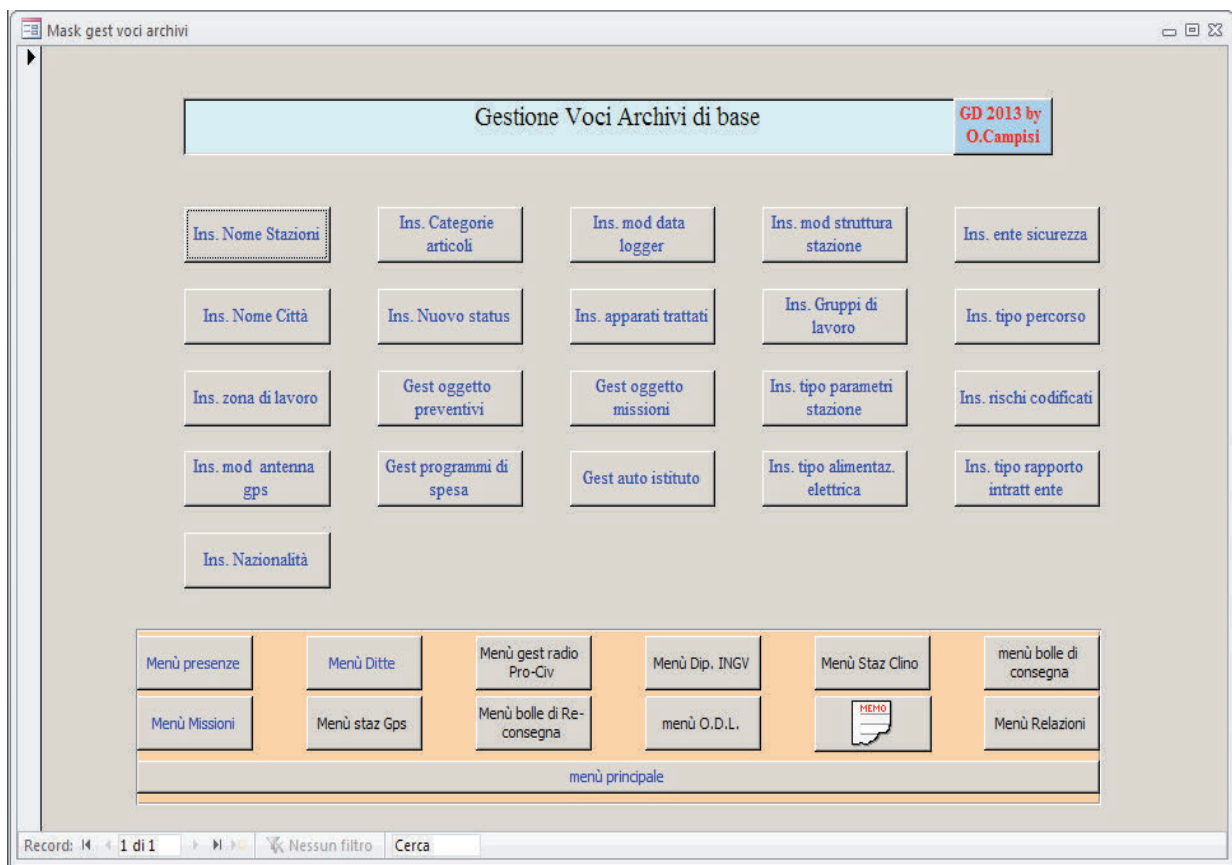 Mask gest voci archivi
Gestione Voci Archivi di base
GD 2013 by
O.Campisi
Ins. Nome Stazioni
Ins. Categorie
articoli
Ins. mod data
logger
Ins. mod struttura
stazione
Ins. ente sicurezza
Ins. Nome Città
Ins. Nuovo status
Ins. apparati trattati
Ins. Gruppi di
lavoro
Ins. tipo percorso
Ins. zona di lavoro
Gest oggetto
preventivi
Gest oggetto
missioni
Ins. tipo parametri
stazione
Ins. rischi codificati
Ins. mod antenna
gps
Gest programmi di
spesa
Gest auto istituto
Ins. tipo alimentaz.
elettrica
Ins. tipo rapporto
intratt ente
Ins. Nazionalità
Menù presenze
Menù Ditte
Menù gest radio
Pro-Civ
Menù Dip. INGV
Menù Staz Clino
menù bolle di
consegna
Menù Missioni
Menù staz Gps
Menù bolle di Re-
consegna
menù O.D.L.
MEMO
Menù Relazioni
menù principale
Record: 1 di 1 Nessun filtro Cerca